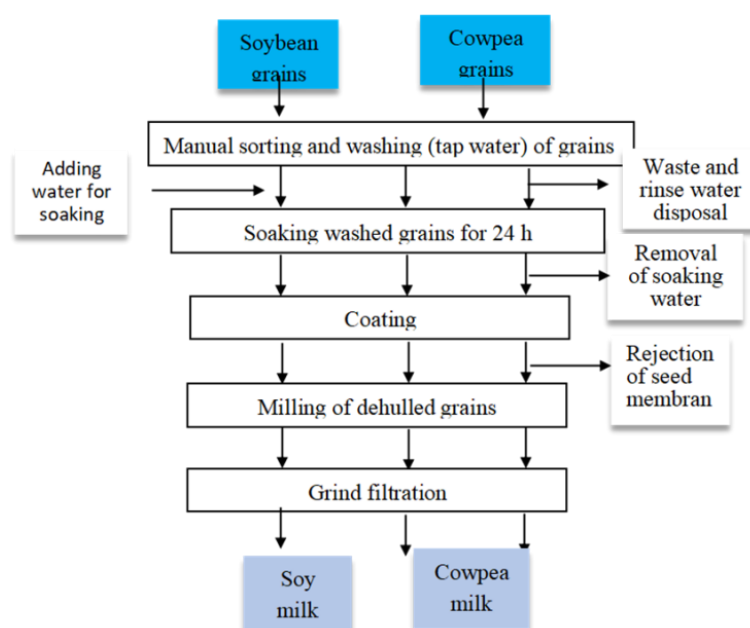 Soybean
grains
Cowpea
grains
Manual sorting and washing (tap water) of grains
Adding
water for
soaking
Waste and
rinse water
disposal
Soaking washed grains for 24 h
Removal
of soaking
water
Coating
Rejection
of seed
membran
Milling of dehulled grains
Grind filtration
Soy
milk
Cowpea
milk